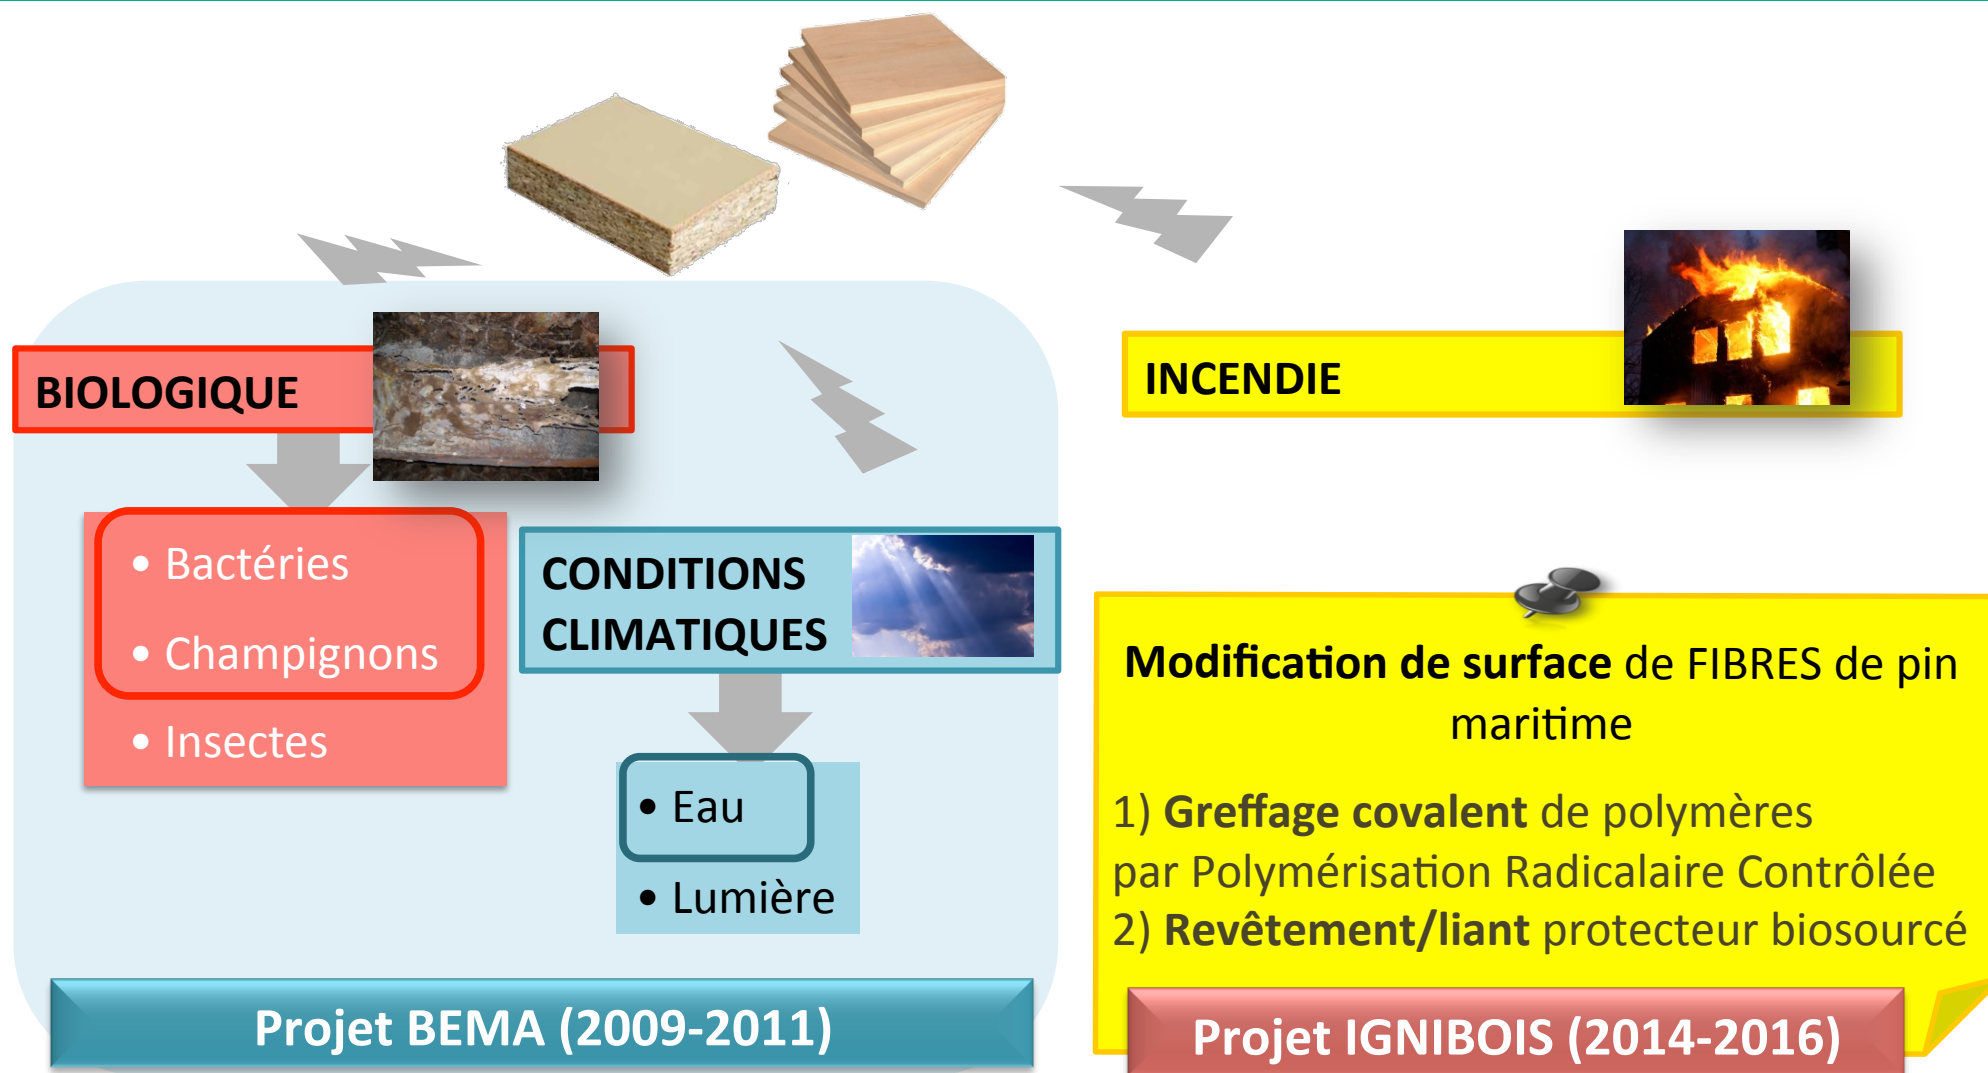 BIOLOGIQUE
• Bactéries
• Champignons
• Insectes
CONDITIONS
CLIMATIQUES
• Eau
• Lumière
Projet BEMA (2009-2011)
INCENDIE
Modification de surface de FIBRES de pin
maritime
1) Greffage covalent de polymères
par Polymérisation Radicalaire Contrôlée
2) Revêtement/liant protecteur biosourcé
Projet IGNIBOIS (2014-2016)